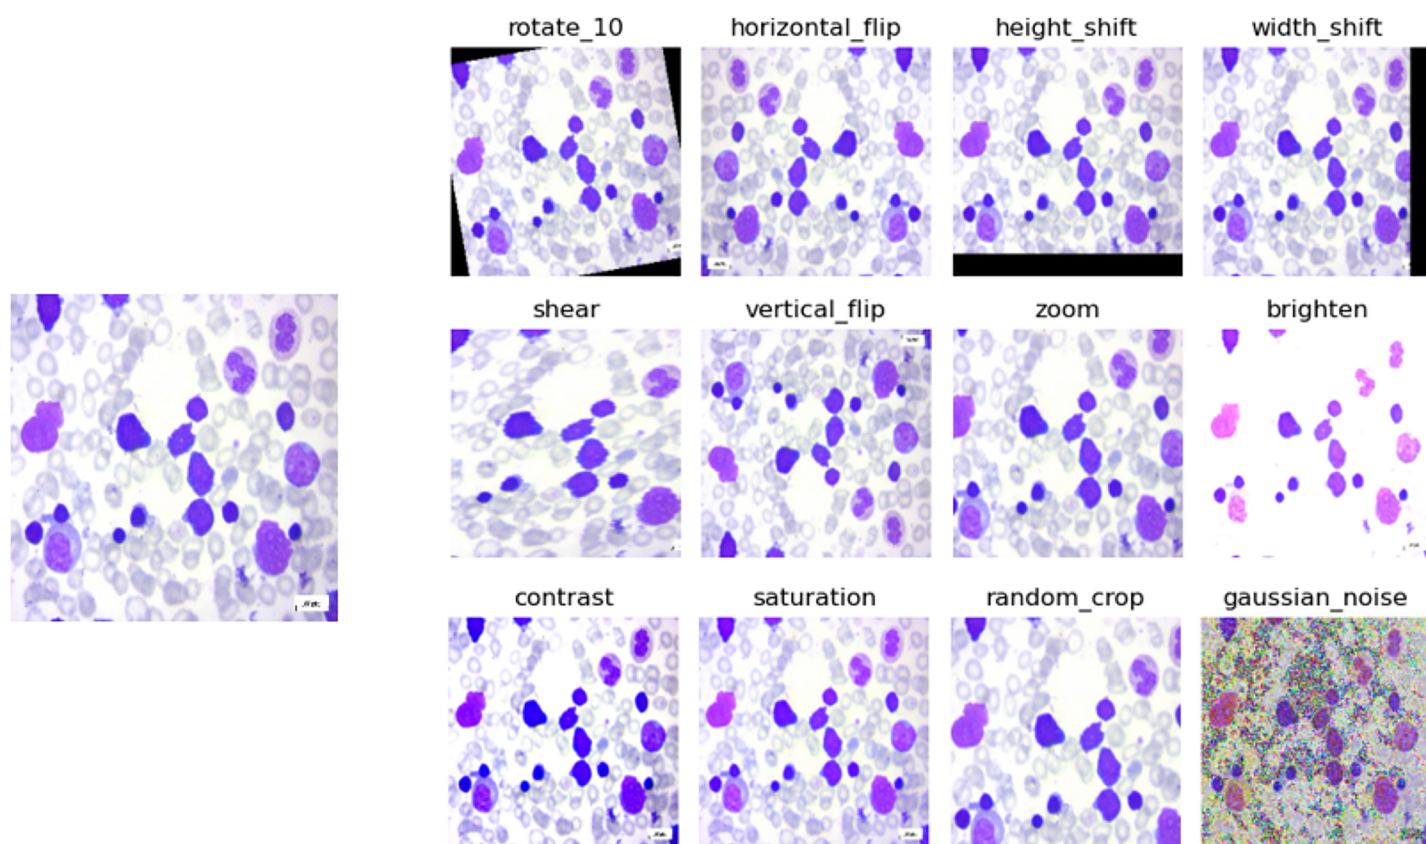 rotate_10 horizontal_flip height_shift width_shift
shear vertical_flip zoom brighten
contrast saturation random_crop gaussian_noise